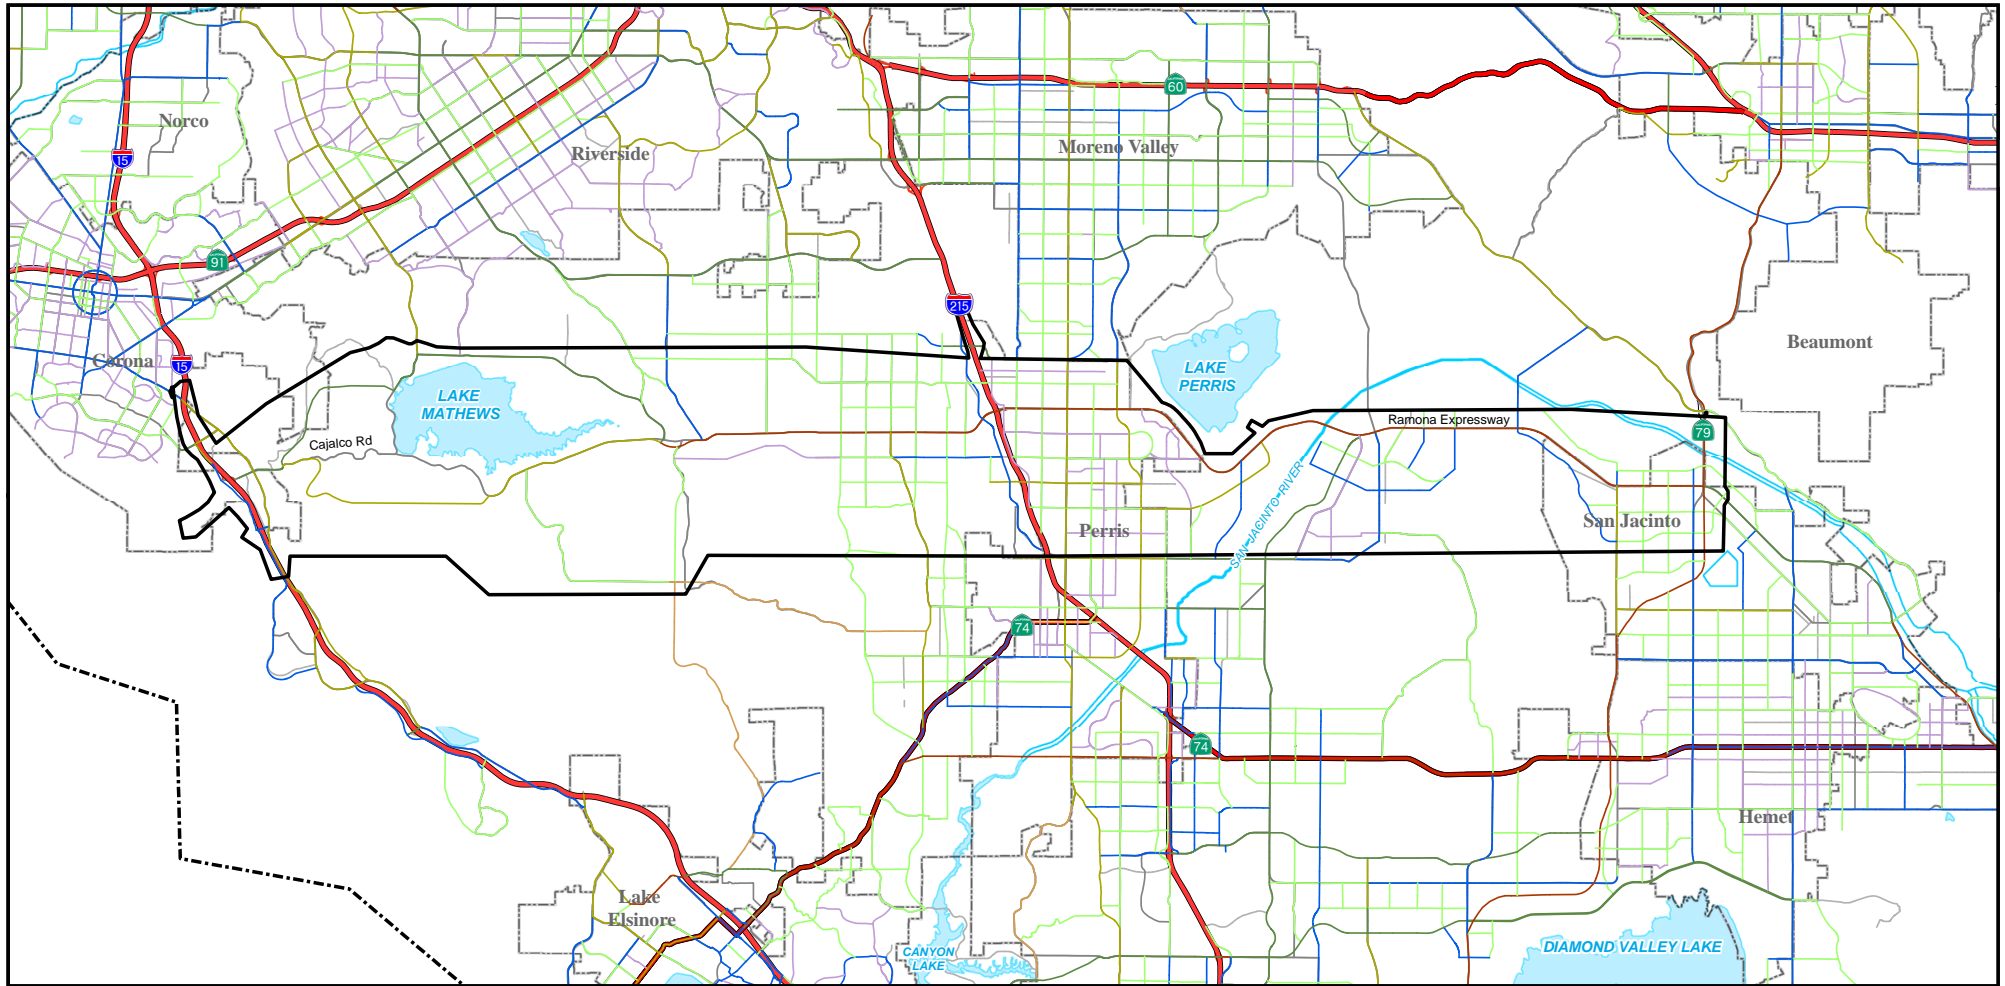 60
Norco
Riverside
Moreno Valley
15
91
215
Beaumont
Corona
15
LAKE
PERRIS
LAKE
MATHEWS
Ramona Expressway
79
Cajalco Rd
SAN JACINTO RIVER
San Jacinto
Perris
74
74
Hemet
Lake
Elsinore
CANYON
LAKE
DIAMOND VALLEY LAKE